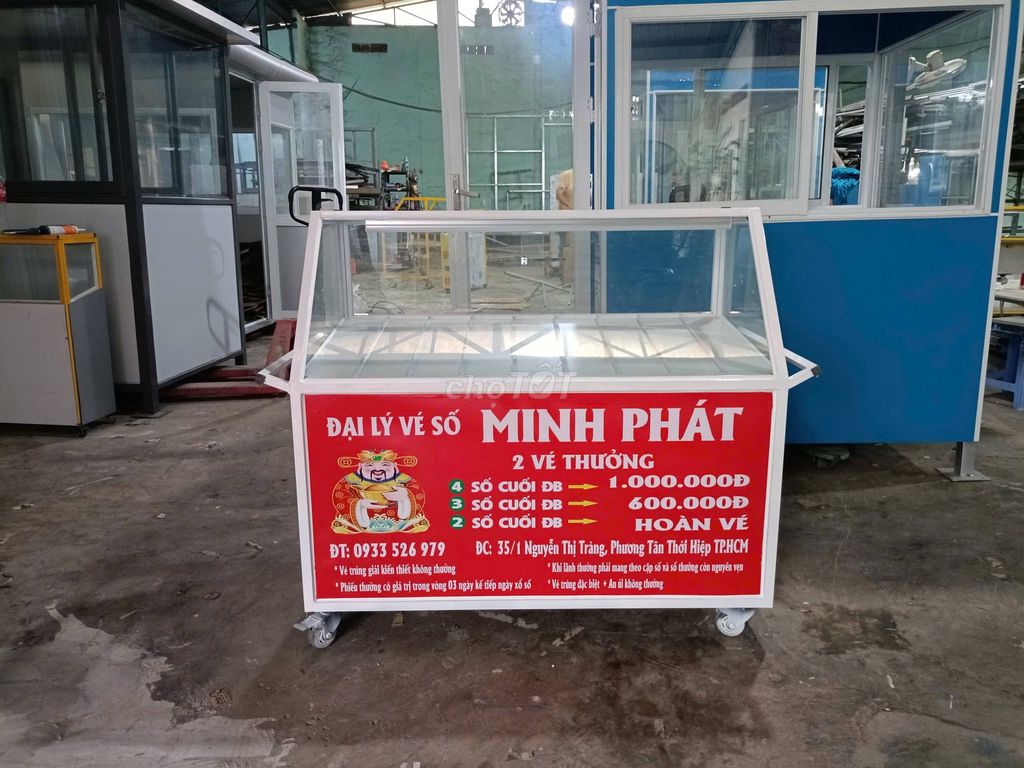 chợTỐT
ĐẠI LÝ VÉ SỐ MINH PHÁT
2 VÉ THƯỞNG
4 SỐ CUỐI ĐB → 1.000.000Đ
3 SỐ CUỐI ĐB → 600.000Đ
2 SỐ CUỐI ĐB → HOÀN VÉ
ĐT: 0933 526 979 ĐC: 35/1 Nguyễn Thị Tràng, Phương Tân Thới Hiệp TP.HCM
* Vé trúng giải kiến thiết không thưởng * Khi lãnh thưởng phải mang theo cặp số và số thưởng còn nguyên vẹn
* Phiếu thưởng có giá trị trong vòng 03 ngày kế tiếp ngày xổ số * Vé trúng đặc biệt + An ủi không thưởng